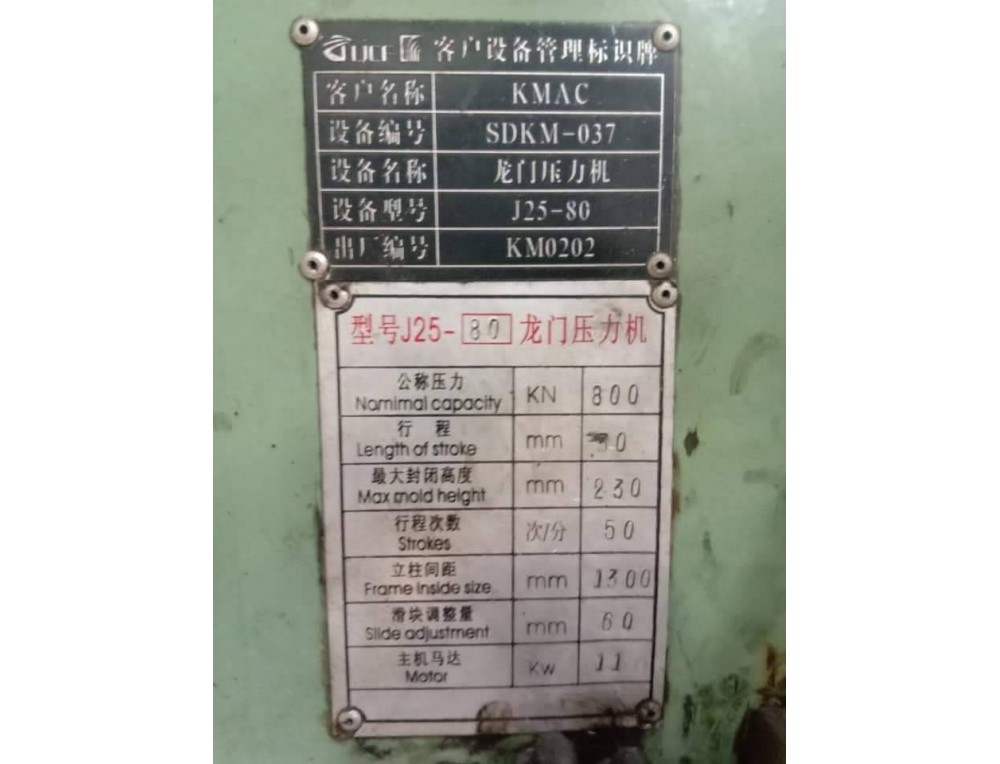 客户设备管理标识牌
客户名称 KMAC
设备编号 SDKM-037
设备名称 龙门压力机
设备型号 J25-80
出厂编号 KM0202
型号J25-80 龙门压力机
公称压力 KN 800
Namimal capacity
行 程 mm
Length of stroke
最大封闭高度 mm 230
Max mold height
行程次数 次/分 50
Strokes
立柱间距 mm 1300
Frame inside size
滑块调整量 mm 60
Slide adjustment
主机马达 Kw 11
Motor